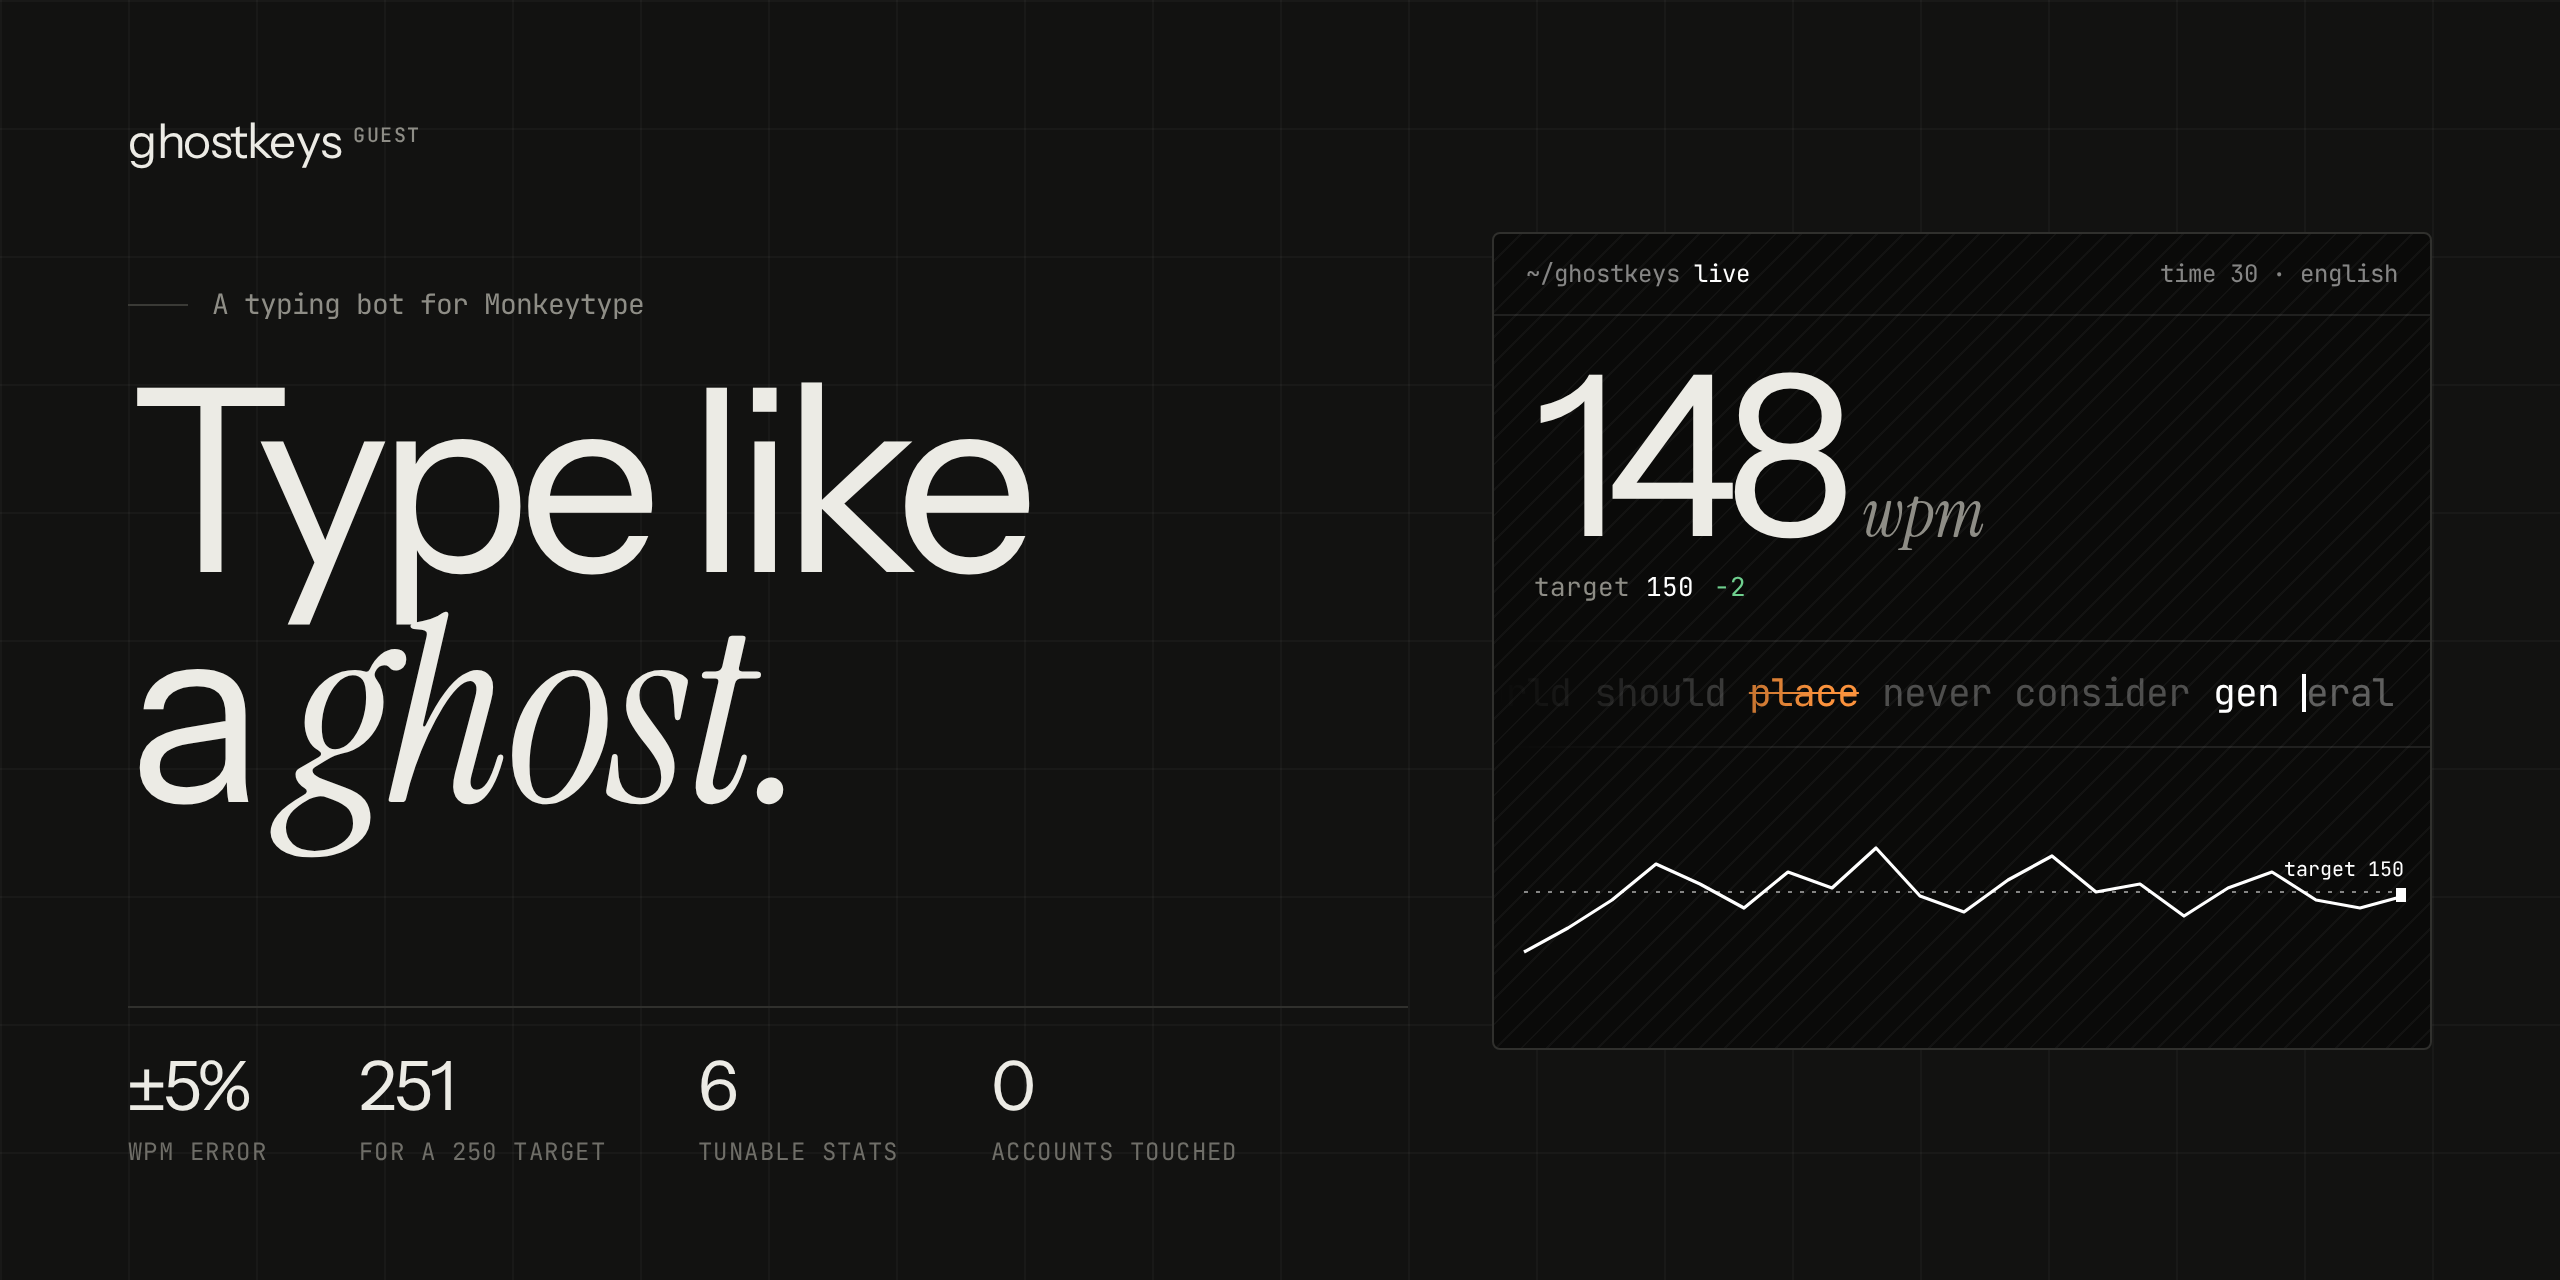 ghostkeys GUEST
A typing bot for Monkeytype
Type like
a ghost.
±5%
WPM ERROR
251
FOR A 250 TARGET
6
TUNABLE STATS
0
ACCOUNTS TOUCHED
~/ghostkeys live
time 30 · english
148 wpm
target 150 -2
should place never consider gen eral
target 150